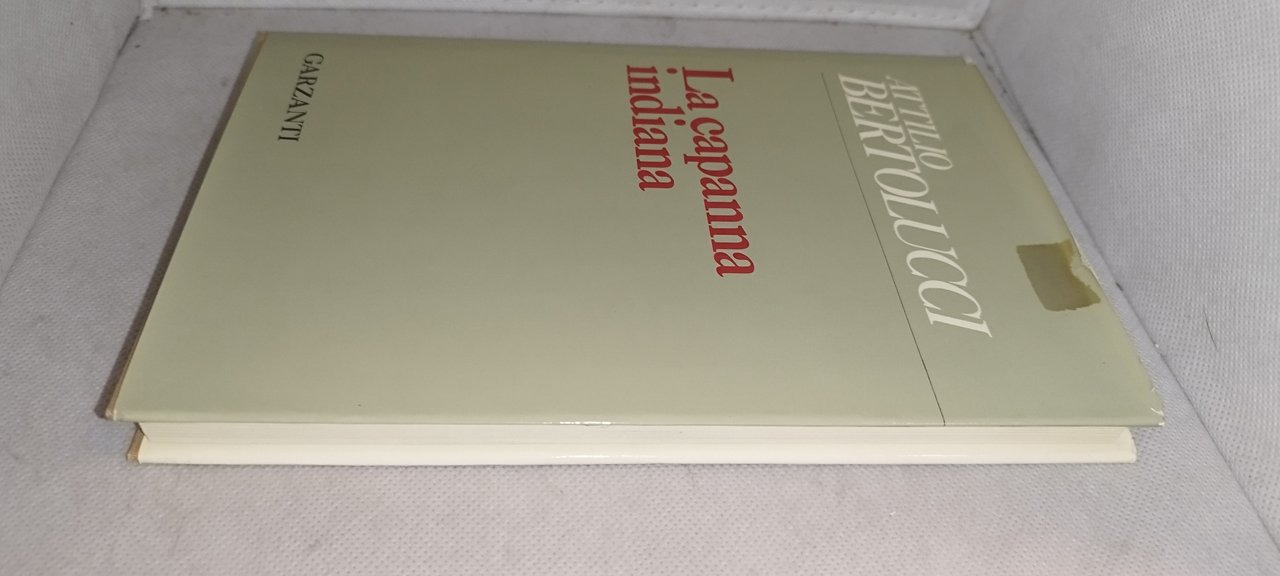 ATTILIO
BERTOLUCCI
La capanna
indiana
GARZANTI